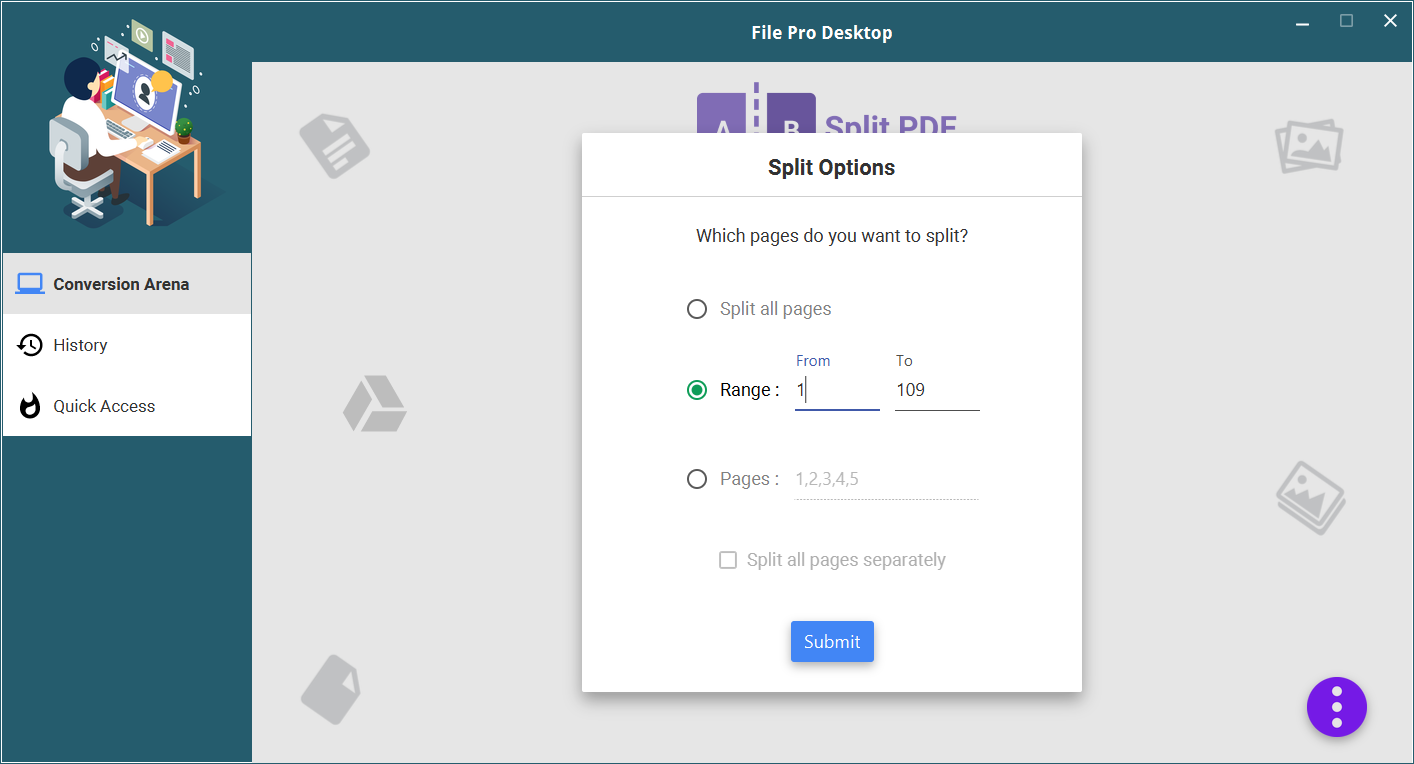 File Pro Desktop
A B Split PDF
Split Options
Which pages do you want to split?
Conversion Arena
Split all pages
History
From To
Range : 1 109
Quick Access
Pages : 1,2,3,4,5
Split all pages separately
Submit